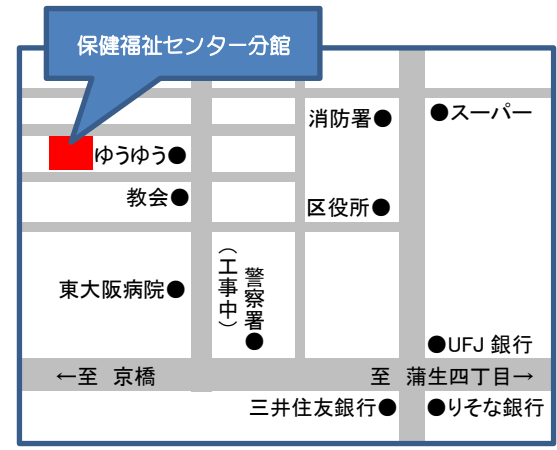 保健福祉センター分館
消防署●
●スーパー
ゆうゆう●
教会●
区役所●
東大阪病院●
警察署●
（工事中）
●UFJ 銀行
←至 京橋
至 蒲生四丁目→
三井住友銀行●
●りそな銀行